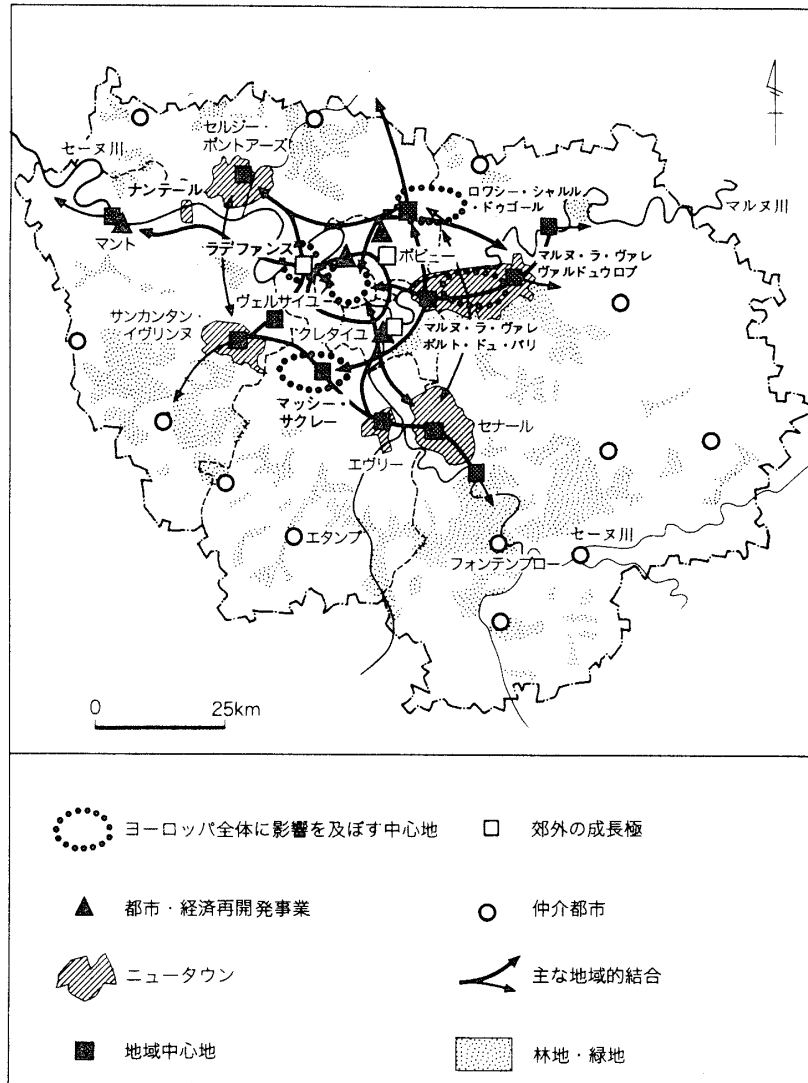 セルジー・
ポントアーズ
セーヌ川
ナンテール
ロワシー・シャルル
・ドゥゴール
マルヌ川
マント
ラデファンス
ボビニー
マルヌ・ラ・ヴァレ
ヴァルドュウロプ
ヴェルサイユ
サンカンタン・
イヴリンヌ
クレタイユ
マルヌ・ラ・ヴァレ
ポルト・デュ・パリ
マッシー・
サクレー
セナール
エヴリー
エタンプ
セーヌ川
フォンテンブロー
0 25km
ヨーロッパ全体に影響を及ぼす中心地
郊外の成長極
都市・経済再開発事業
仲介都市
ニュータウン
主な地域的結合
地域中心地
林地・緑地